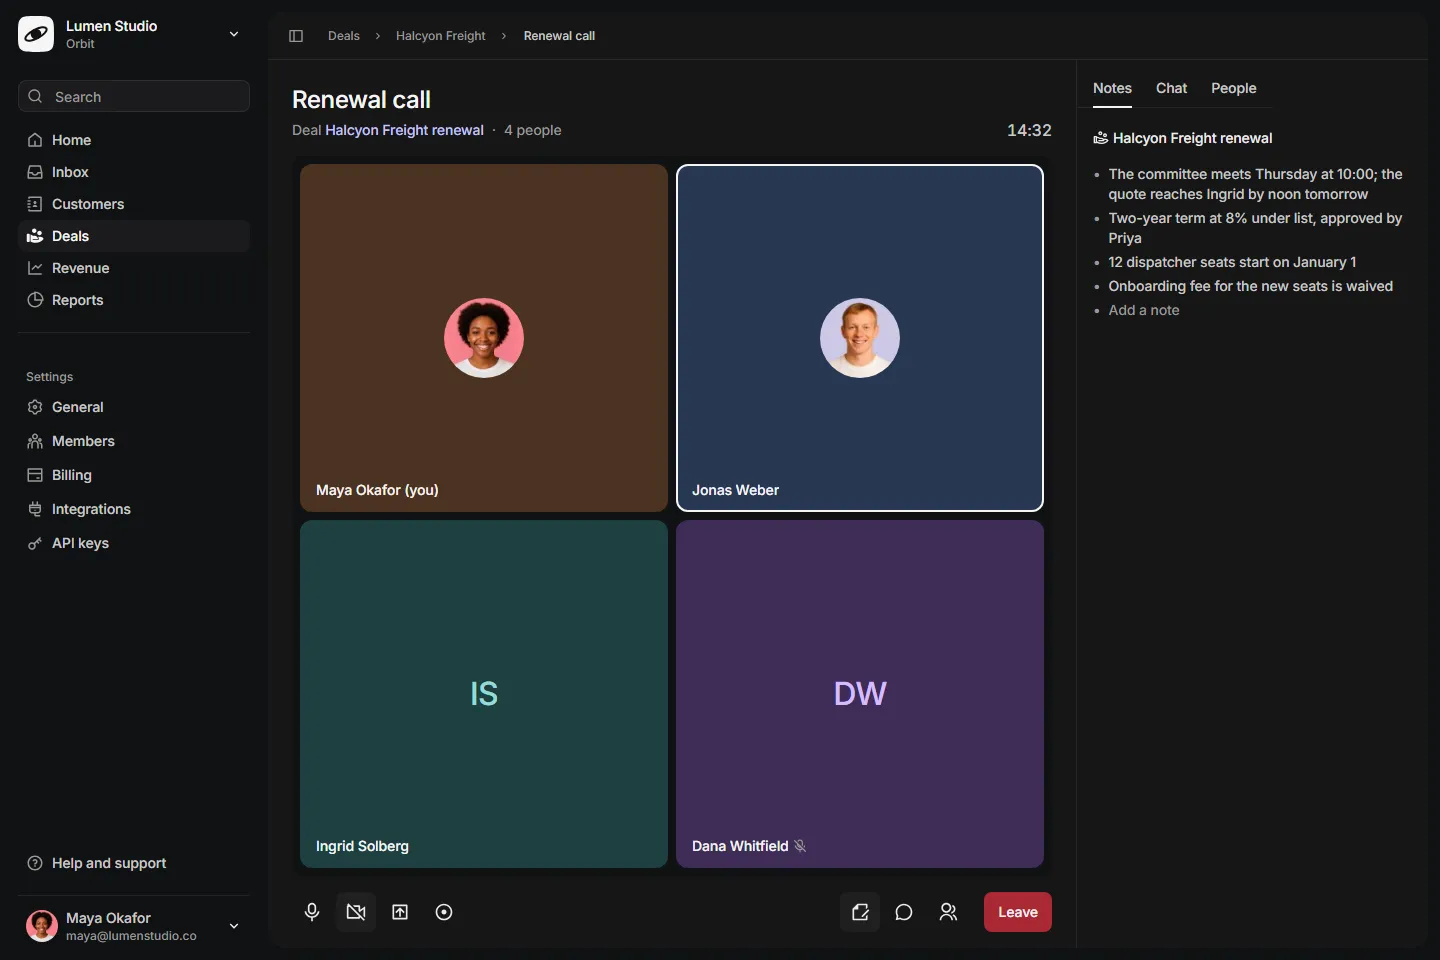 Lumen Studio
Orbit
Search
Home
Inbox
Customers
Deals
Revenue
Reports
Settings
General
Members
Billing
Integrations
API keys
Help and support
Maya Okafor
maya@lumenstudio.co
Deals
Halcyon Freight
Renewal call
Renewal call
Deal Halcyon Freight renewal · 4 people
14:32
Maya Okafor (you)
Jonas Weber
IS
Ingrid Solberg
DW
Dana Whitfield
Leave
Notes Chat People
Halcyon Freight renewal
• The committee meets Thursday at 10:00; the
quote reaches Ingrid by noon tomorrow
• Two-year term at 8% under list, approved by
Priya
• 12 dispatcher seats start on January 1
• Onboarding fee for the new seats is waived
• Add a note